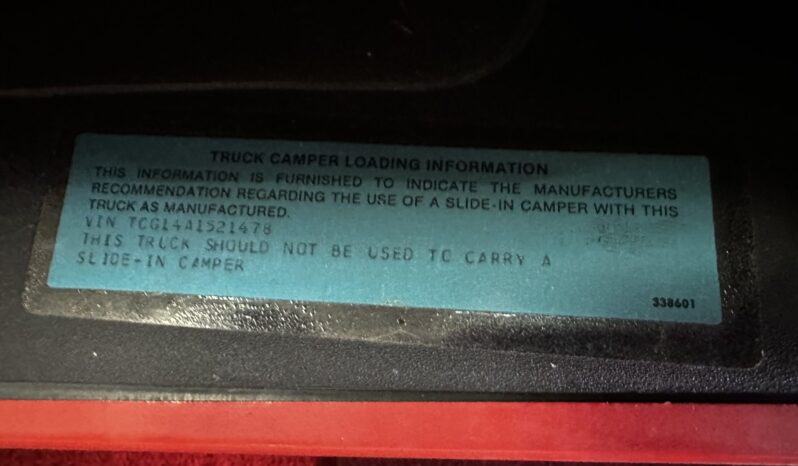 TRUCK CAMPER LOADING INFORMATION
THIS INFORMATION IS FURNISHED TO INDICATE THE MANUFACTURERS
RECOMMENDATION REGARDING THE USE OF A SLIDE-IN CAMPER WITH THIS
TRUCK AS MANUFACTURED.
VIN TCG14A1521478
THIS TRUCK SHOULD NOT BE USED TO CARRY A
SLIDE-IN CAMPER
338601